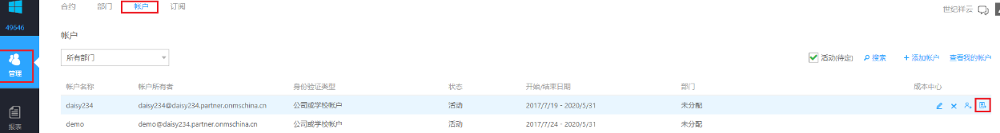 合约 部门 帐户 订阅 世纪祥云
49646
帐户
所有部门 活动(待定) 搜索 + 添加帐户 查看我的帐户
管理
帐户名称 帐户所有者 身份验证类型 状态 开始/结束日期 部门 成本中心
daisy234 daisy234@daisy234.partner.onmschina.cn 公司或学校帐户 活动 2017/7/19 - 2020/5/31 未分配
demo demo@daisy234.partner.onmschina.cn 公司或学校帐户 活动 2017/7/24 - 2020/5/31 未分配
报表